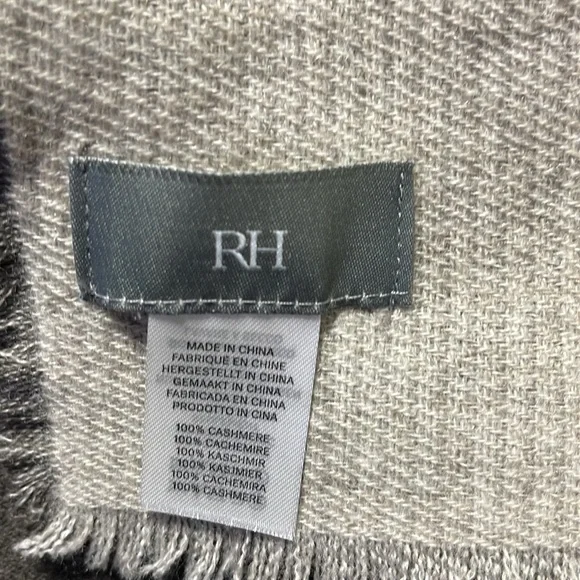 RH
MADE IN CHINA
FABRIQUÉ EN CHINE
HERGESTELLT IN CHINA
GEMAAKT IN CHINA
FABRICADA EN CHINA
PRODOTTO IN CINA
100% CASHMERE
100% CACHEMIRE
100% KASCHMIR
100% KASJMIER
100% CACHEMIRA
100% CASHMERE